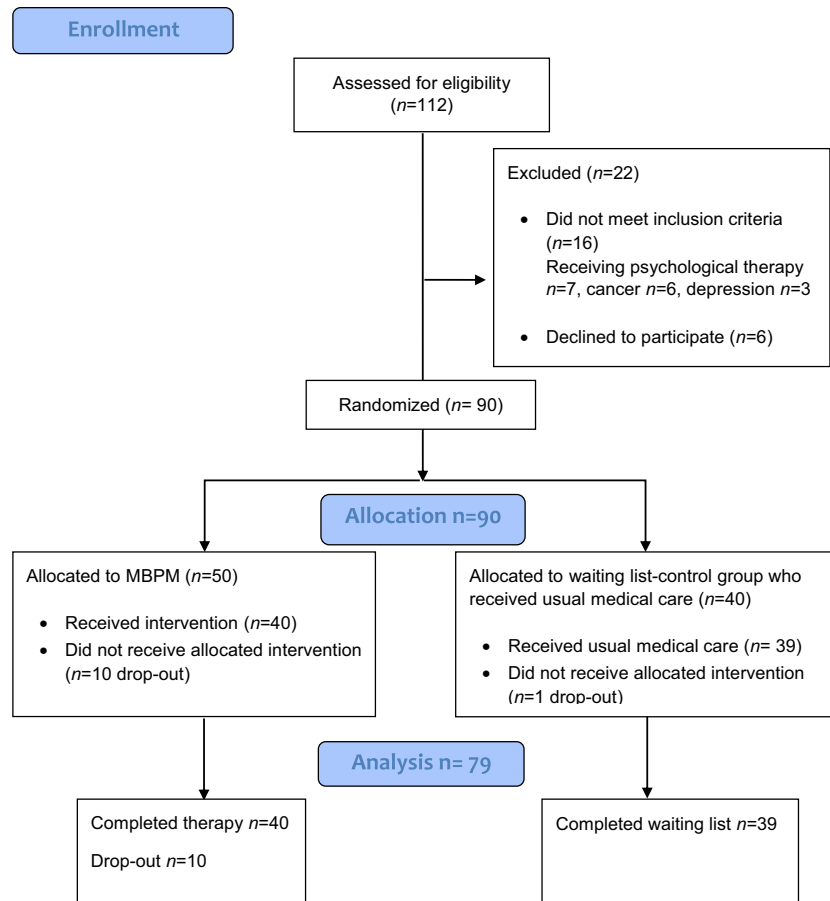 Enrollment
Assessed for eligibility
(n=112)
Excluded (n=22)
• Did not meet inclusion criteria
(n=16)
Receiving psychological therapy
n=7, cancer n=6, depression n=3
• Declined to participate (n=6)
Randomized (n= 90)
Allocation n=90
Allocated to MBPM (n=50)
• Received intervention (n=40)
• Did not receive allocated intervention
(n=10 drop-out)
Allocated to waiting list-control group who
received usual medical care (n=40)
• Received usual medical care (n= 39)
• Did not receive allocated intervention
(n=1 drop-out)
Analysis n= 79
Completed therapy n=40
Drop-out n=10
Completed waiting list n=39